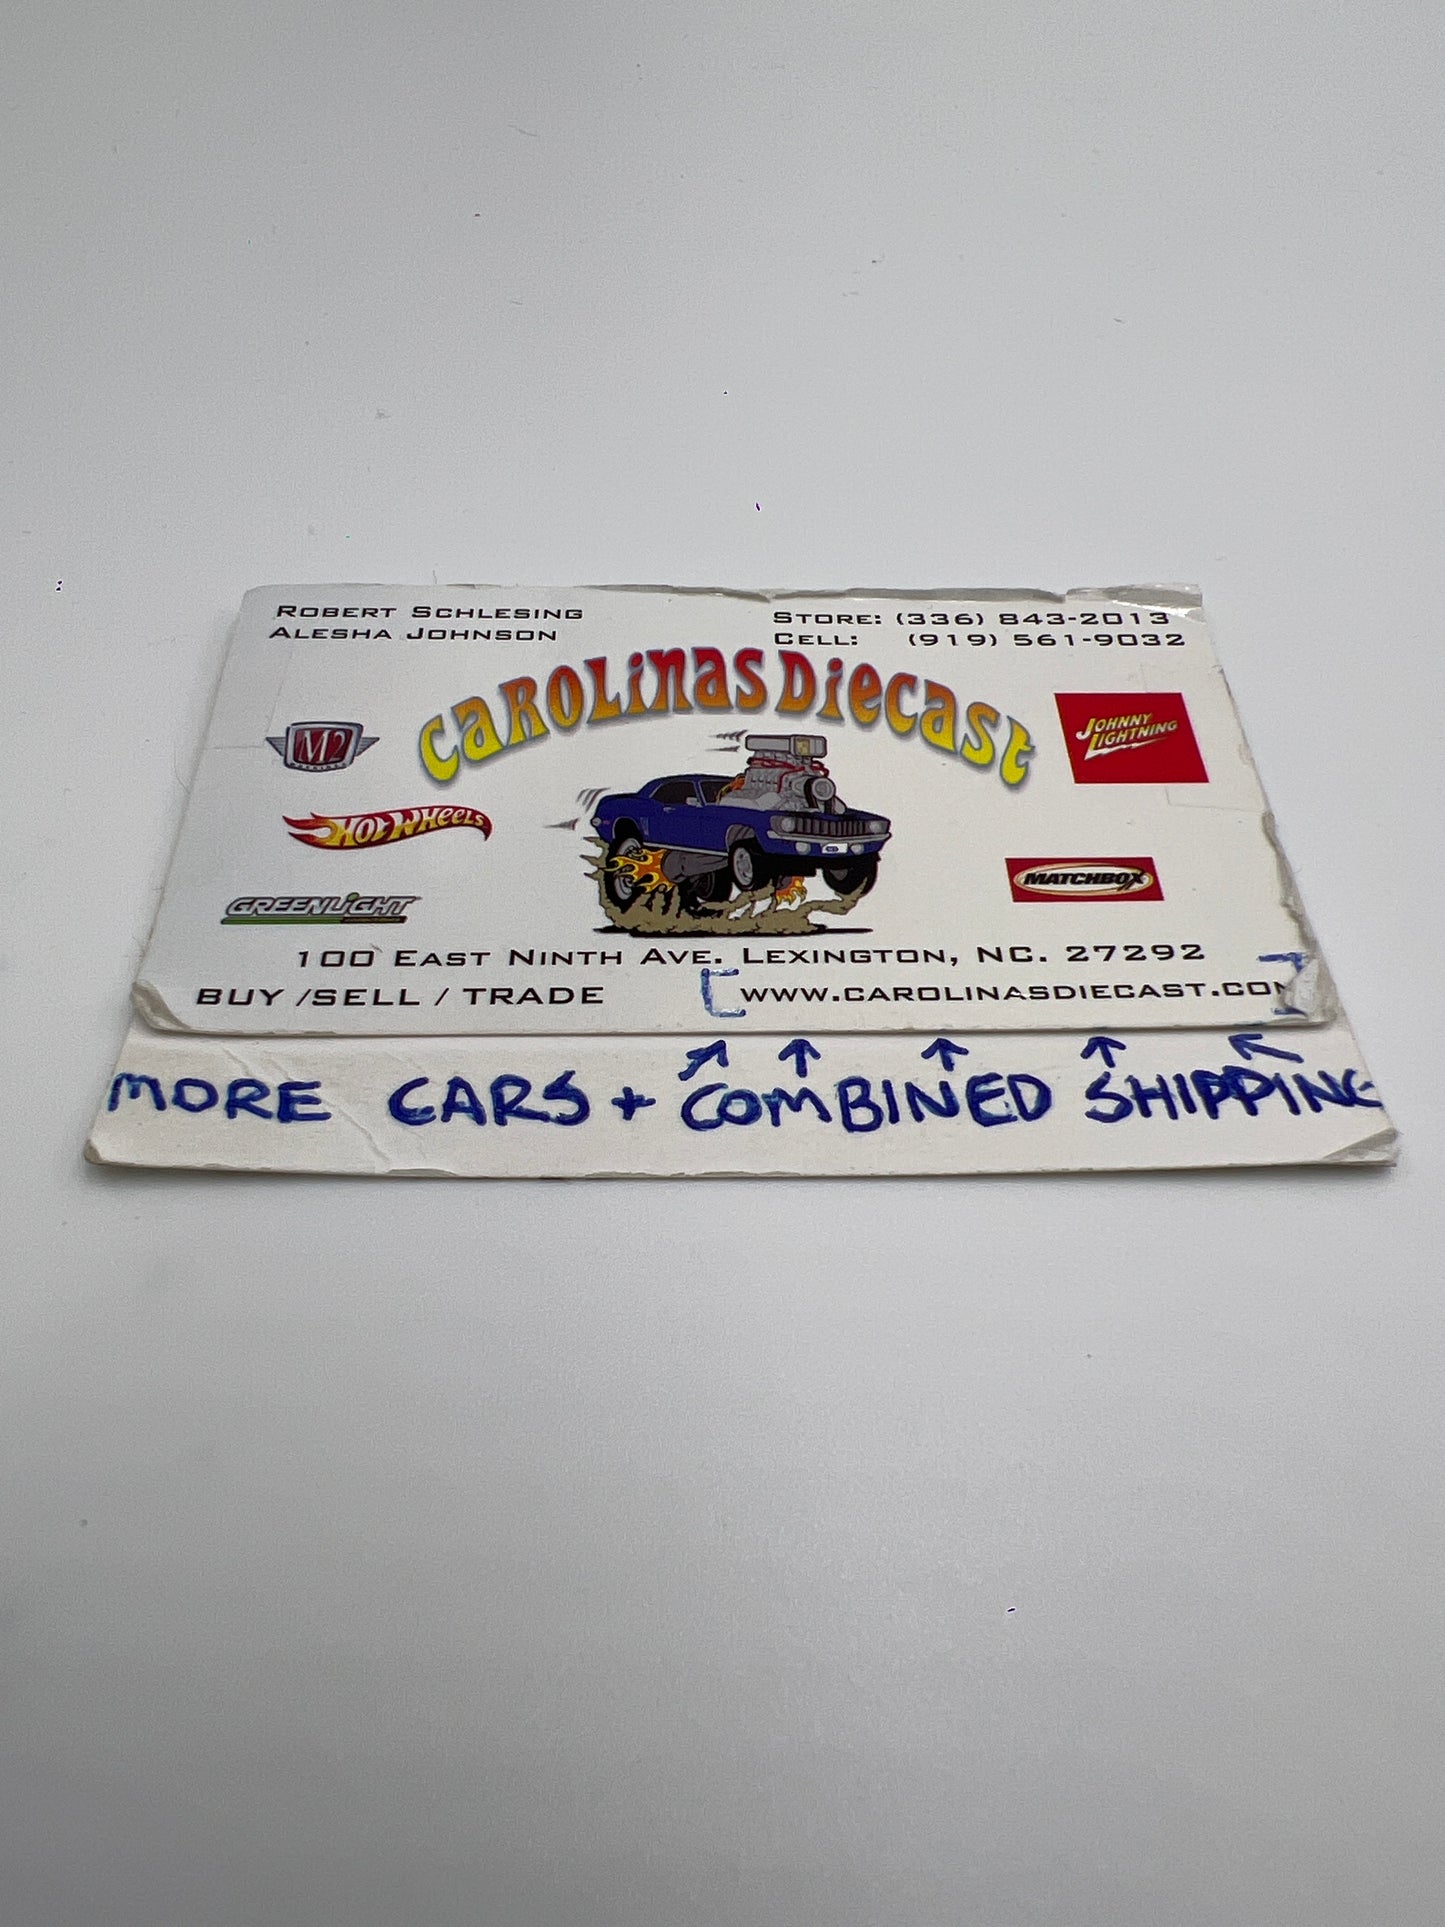 ROBERT SCHLESING
ALESHA JOHNSON
STORE: (336) 843-2013
CELL: (919) 561-9032
CAROLINAS DIECAST
M2
JOHNNY LIGHTNING
HOT WHEELS
MATCHBOX
GREENLIGHT
100 EAST NINTH AVE. LEXINGTON, NC. 27292
BUY /SELL / TRADE
WWW.CAROLINASDIECAST.COM
MORE CARS + COMBINED SHIPPING